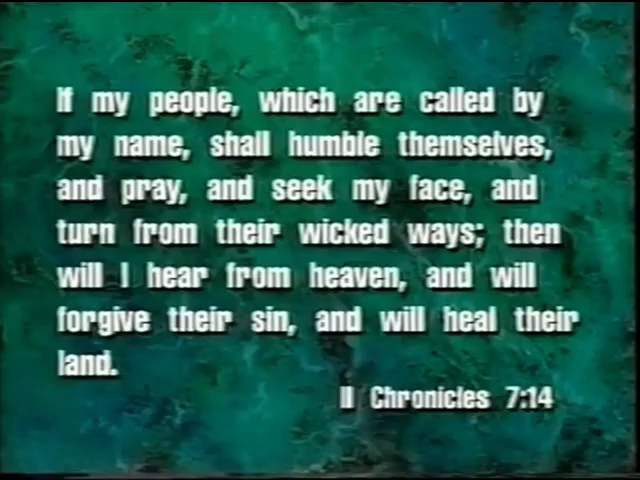 If my people, which are called by
my name, shall humble themselves,
and pray, and seek my face, and
turn from their wicked ways; then
will I hear from heaven, and will
forgive their sin, and will heal their
land.
II Chronicles 7:14